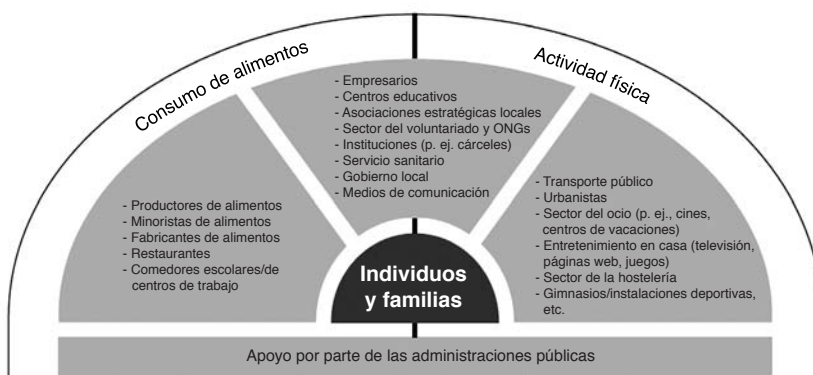 Consumo de alimentos
Actividad física
- Empresarios
- Centros educativos
- Asociaciones estratégicas locales
- Sector del voluntariado y ONGs
- Instituciones (p. ej. cárceles)
- Servicio sanitario
- Gobierno local
- Medios de comunicación
- Productores de alimentos
- Minoristas de alimentos
- Fabricantes de alimentos
- Restaurantes
- Comedores escolares/de
centros de trabajo
- Transporte público
- Urbanistas
- Sector del ocio (p. ej., cines,
centros de vacaciones)
- Entretenimiento en casa (televisión,
páginas web, juegos)
- Sector de la hostelería
- Gimnasios/instalaciones deportivas,
etc.
Individuos
y familias
Apoyo por parte de las administraciones públicas